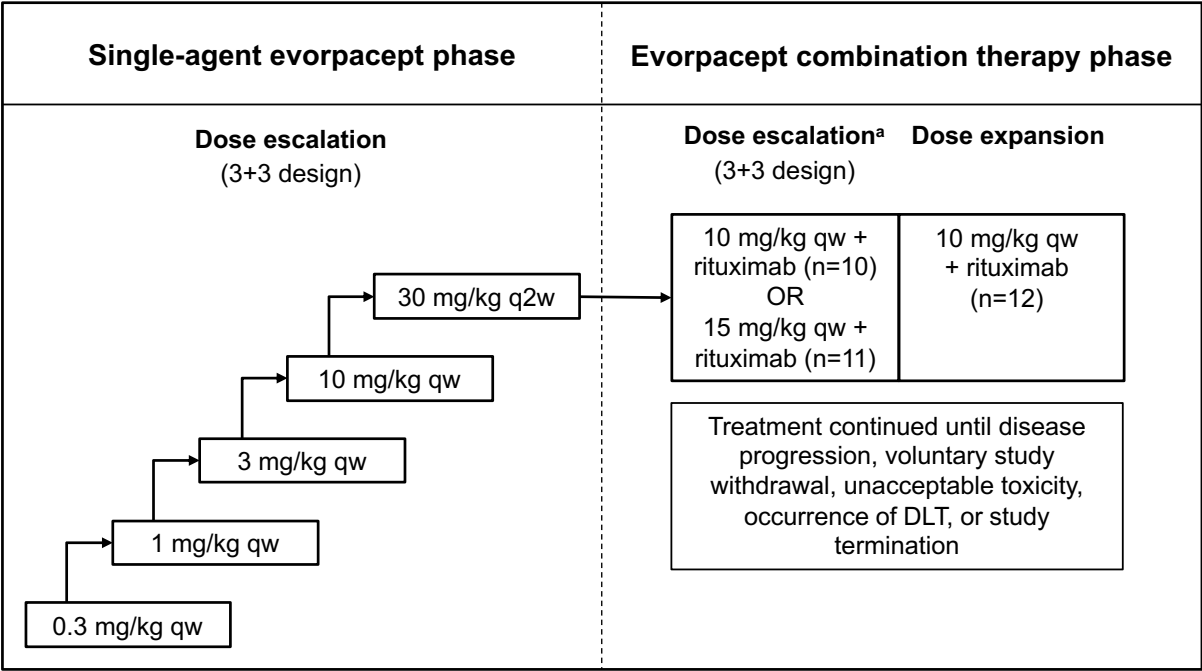 Single-agent evorpacept phase
Evorpacept combination therapy phase
Dose escalation
(3+3 design)
0.3 mg/kg qw
1 mg/kg qw
3 mg/kg qw
10 mg/kg qw
30 mg/kg q2w
Dose escalationᵃ
(3+3 design)
10 mg/kg qw +
rituximab (n=10)
OR
15 mg/kg qw +
rituximab (n=11)
Dose expansion
10 mg/kg qw
+ rituximab
(n=12)
Treatment continued until disease
progression, voluntary study
withdrawal, unacceptable toxicity,
occurrence of DLT, or study
termination